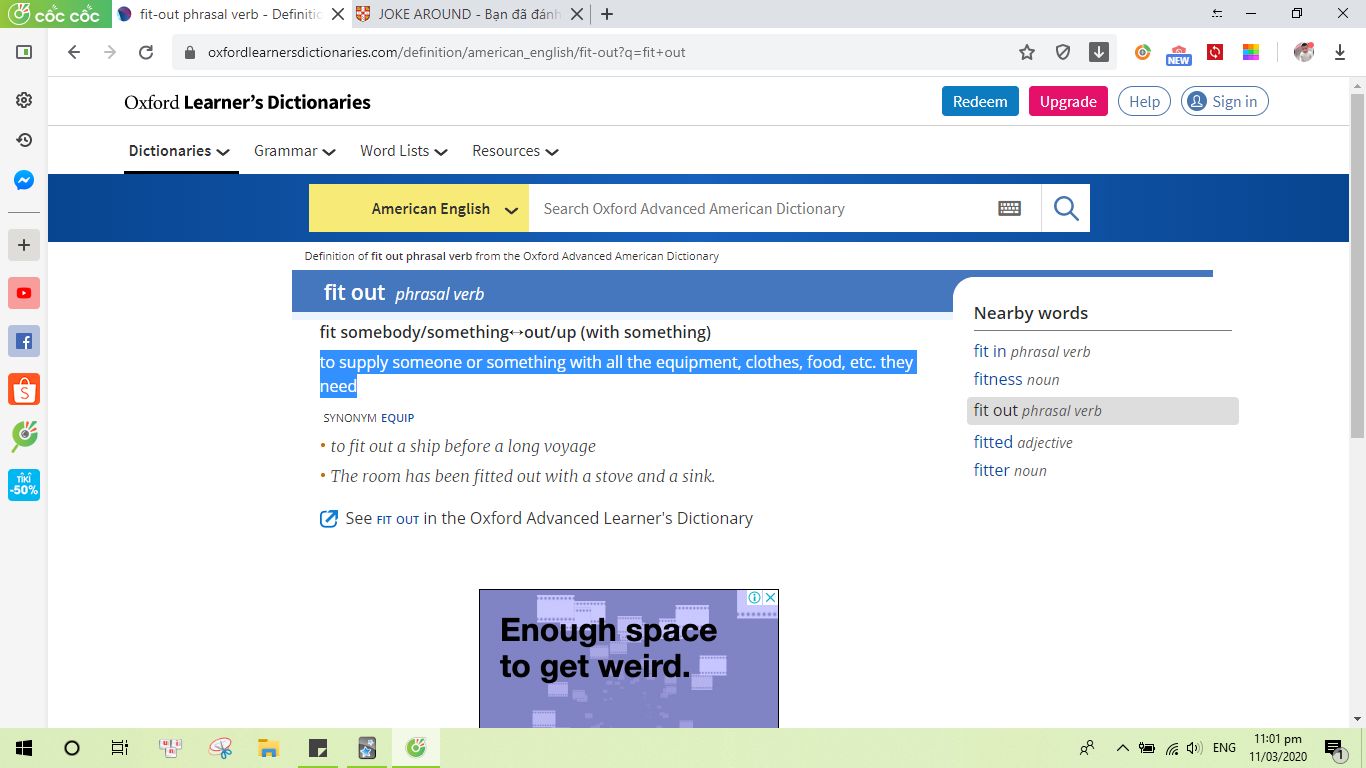 cốc cốc
fit-out phrasal verb - Definitio
JOKE AROUND - Bạn đã đánh
oxfordlearnersdictionaries.com/definition/american_english/fit-out?q=fit+out
NEW
Oxford Learner's Dictionaries
Redeem
Upgrade
Help
Sign in
Dictionaries
Grammar
Word Lists
Resources
American English
Search Oxford Advanced American Dictionary
Definition of fit out phrasal verb from the Oxford Advanced American Dictionary
fit out phrasal verb
fit somebody/something↔out/up (with something)
to supply someone or something with all the equipment, clothes, food, etc. they
need
SYNONYM EQUIP
• to fit out a ship before a long voyage
• The room has been fitted out with a stove and a sink.
See FIT OUT in the Oxford Advanced Learner's Dictionary
Nearby words
fit in phrasal verb
fitness noun
fit out phrasal verb
fitted adjective
fitter noun
TIKI
-50%
Enough space
to get weird.
ENG
11:01 pm
11/03/2020
1